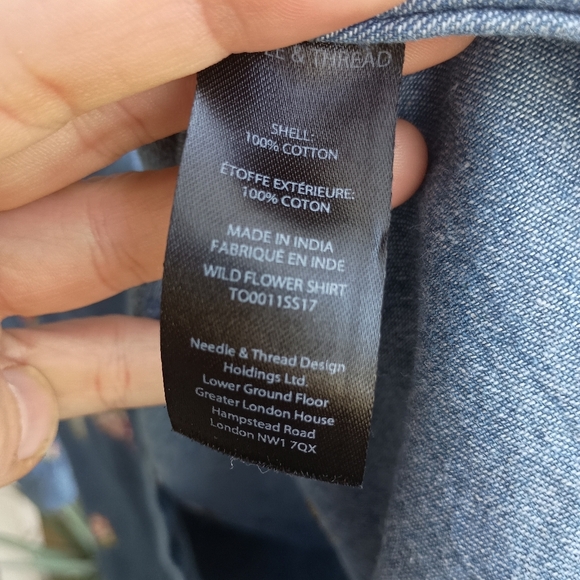 & THREAD
SHELL:
100% COTTON
ÉTOFFE EXTÉRIEURE:
100% COTON
MADE IN INDIA
FABRIQUÉ EN INDE
WILD FLOWER SHIRT
TO0011SS17
Needle & Thread Design
Holdings Ltd.
Lower Ground Floor
Greater London House
Hampstead Road
London NW1 7QX